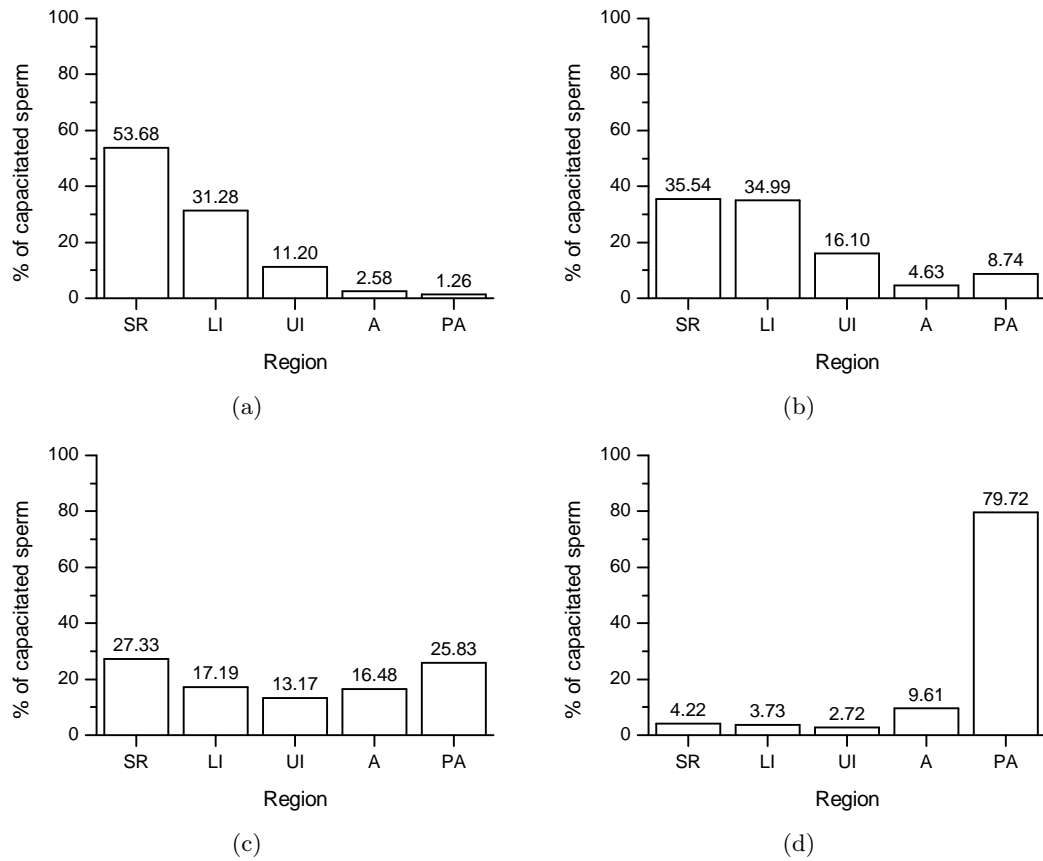 100
80
60
40
20
0
% of capacitated sperm
53.68
31.28
11.20
2.58
1.26
SR LI UI A PA
Region
(a)
100
80
60
40
20
0
% of capacitated sperm
35.54
34.99
16.10
4.63
8.74
SR LI UI A PA
Region
(b)
100
80
60
40
20
0
% of capacitated sperm
27.33
17.19
13.17
16.48
25.83
SR LI UI A PA
Region
(c)
100
80
60
40
20
0
% of capacitated sperm
4.22
3.73
2.72
9.61
79.72
SR LI UI A PA
Region
(d)